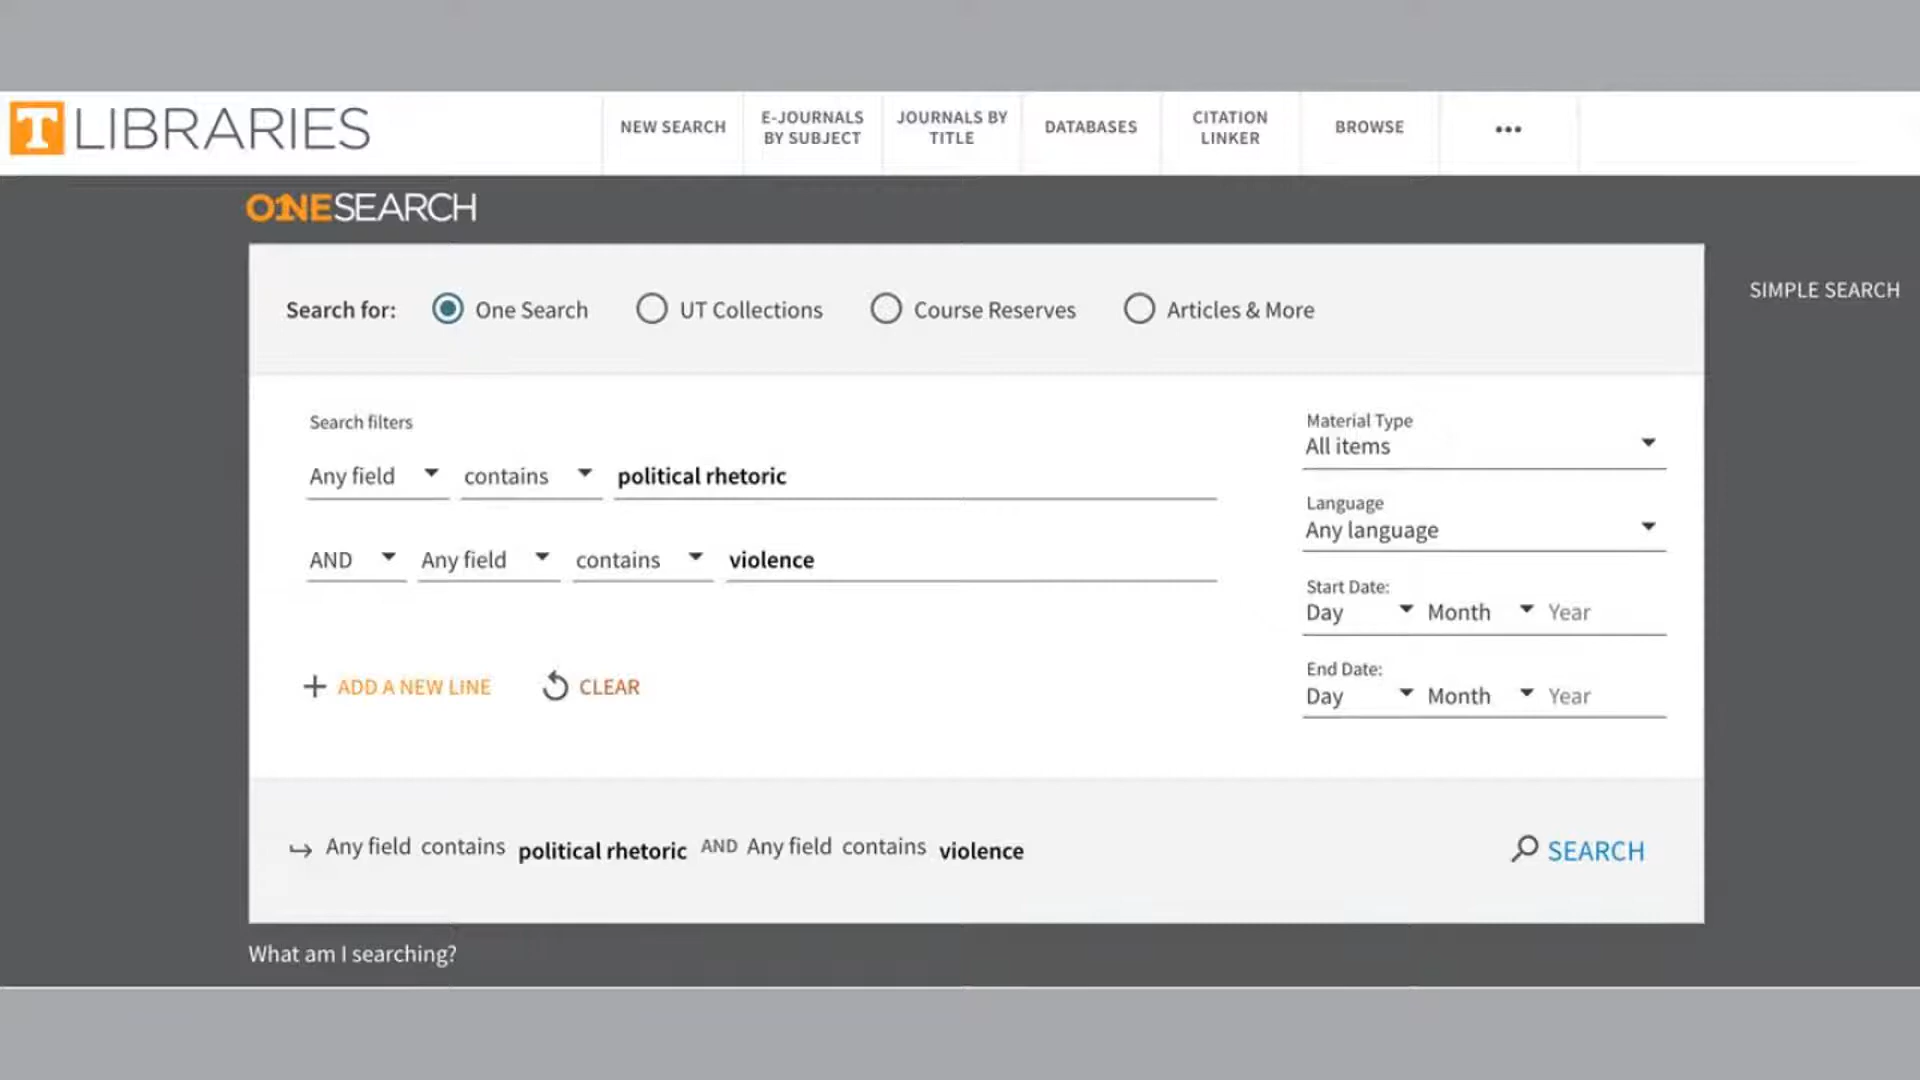 T LIBRARIES
NEW SEARCH
E-JOURNALS
BY SUBJECT
JOURNALS BY
TITLE
DATABASES
CITATION
LINKER
BROWSE
•••
ONESEARCH
SIMPLE SEARCH
Search for: One Search UT Collections Course Reserves Articles & More
Search filters
Any field contains political rhetoric
AND Any field contains violence
+ ADD A NEW LINE CLEAR
Material Type
All items
Language
Any language
Start Date:
Day Month Year
End Date:
Day Month Year
Any field contains political rhetoric AND Any field contains violence
SEARCH
What am I searching?